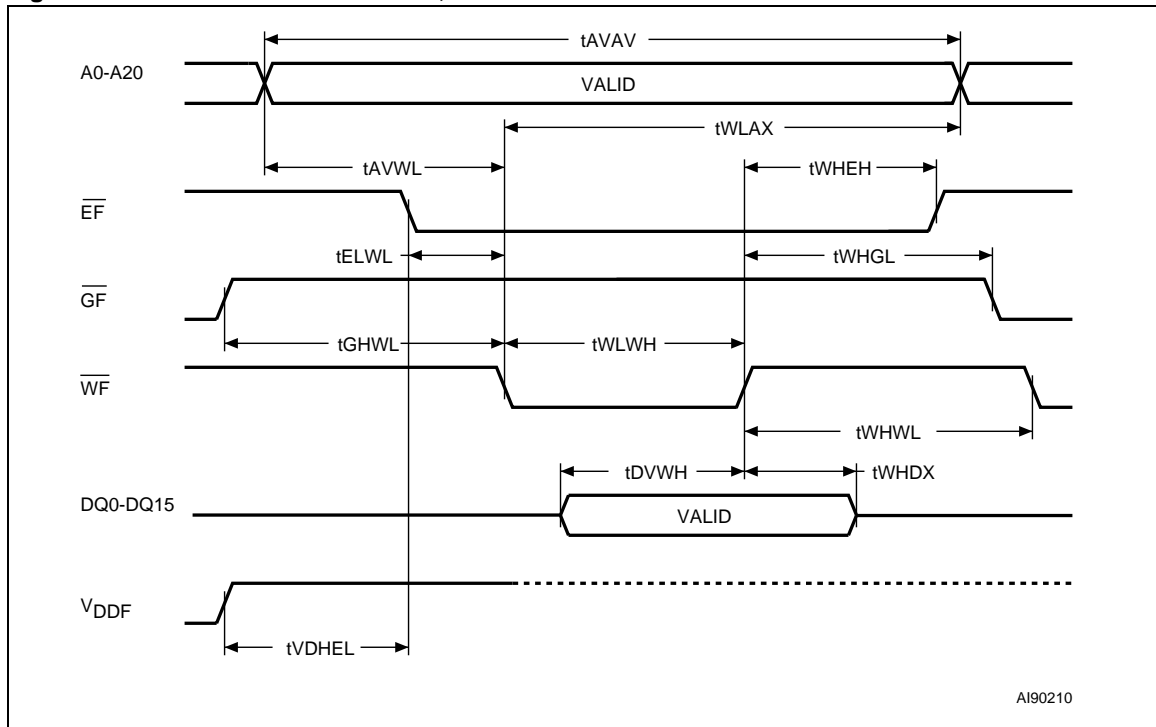 tAVAV
A0-A20
VALID
tWLAX
tAVWL
tWHEH
EF
tELWL
tWHGL
GF
tGHWL
tWLWH
WF
tWHWL
tDVWH
tWHDX
DQ0-DQ15
VALID
VDDF
tVDHEL
AI90210